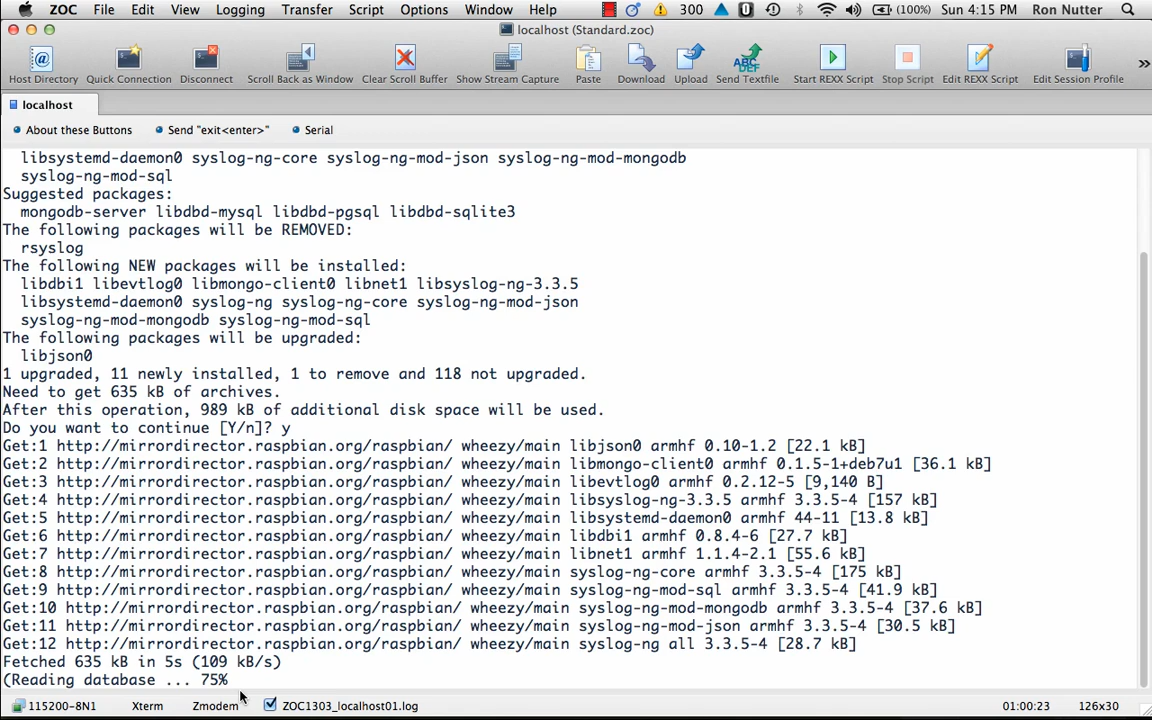 ZOC File Edit View Logging Transfer Script Options Window Help 300 (100%) Sun 4:15 PM Ron Nutter
localhost (Standard.zoc)
Host Directory Quick Connection Disconnect Scroll Back as Window Clear Scroll Buffer Show Stream Capture Paste Download Upload Send Textfile Start REXX Script Stop Script Edit REXX Script Edit Session Profile
localhost
About these Buttons Send "exit<enter>" Serial
libsystemd-daemon0 syslog-ng-core syslog-ng-mod-json syslog-ng-mod-mongodb
syslog-ng-mod-sql
Suggested packages:
mongodb-server libdbd-mysql libdbd-pgsql libdbd-sqlite3
The following packages will be REMOVED:
rsyslog
The following NEW packages will be installed:
libdbi1 libevtlog0 libmongo-client0 libnet1 libsyslog-ng-3.3.5
libsystemd-daemon0 syslog-ng syslog-ng-core syslog-ng-mod-json
syslog-ng-mod-mongodb syslog-ng-mod-sql
The following packages will be upgraded:
libjson0
1 upgraded, 11 newly installed, 1 to remove and 118 not upgraded.
Need to get 635 kB of archives.
After this operation, 989 kB of additional disk space will be used.
Do you want to continue [Y/n]? y
Get:1 http://mirrordirector.raspbian.org/raspbian/ wheezy/main libjson0 armhf 0.10-1.2 [22.1 kB]
Get:2 http://mirrordirector.raspbian.org/raspbian/ wheezy/main libmongo-client0 armhf 0.1.5-1+deb7u1 [36.1 kB]
Get:3 http://mirrordirector.raspbian.org/raspbian/ wheezy/main libevtlog0 armhf 0.2.12-5 [9,140 B]
Get:4 http://mirrordirector.raspbian.org/raspbian/ wheezy/main libsyslog-ng-3.3.5 armhf 3.3.5-4 [157 kB]
Get:5 http://mirrordirector.raspbian.org/raspbian/ wheezy/main libsystemd-daemon0 armhf 44-11 [13.8 kB]
Get:6 http://mirrordirector.raspbian.org/raspbian/ wheezy/main libdbi1 armhf 0.8.4-6 [27.7 kB]
Get:7 http://mirrordirector.raspbian.org/raspbian/ wheezy/main libnet1 armhf 1.1.4-2.1 [55.6 kB]
Get:8 http://mirrordirector.raspbian.org/raspbian/ wheezy/main syslog-ng-core armhf 3.3.5-4 [175 kB]
Get:9 http://mirrordirector.raspbian.org/raspbian/ wheezy/main syslog-ng-mod-sql armhf 3.3.5-4 [41.9 kB]
Get:10 http://mirrordirector.raspbian.org/raspbian/ wheezy/main syslog-ng-mod-mongodb armhf 3.3.5-4 [37.6 kB]
Get:11 http://mirrordirector.raspbian.org/raspbian/ wheezy/main syslog-ng-mod-json armhf 3.3.5-4 [30.5 kB]
Get:12 http://mirrordirector.raspbian.org/raspbian/ wheezy/main syslog-ng all 3.3.5-4 [28.7 kB]
Fetched 635 kB in 5s (109 kB/s)
(Reading database ... 75%
115200-8N1 Xterm Zmodem ZOC1303_localhost01.log 01:00:23 126x30